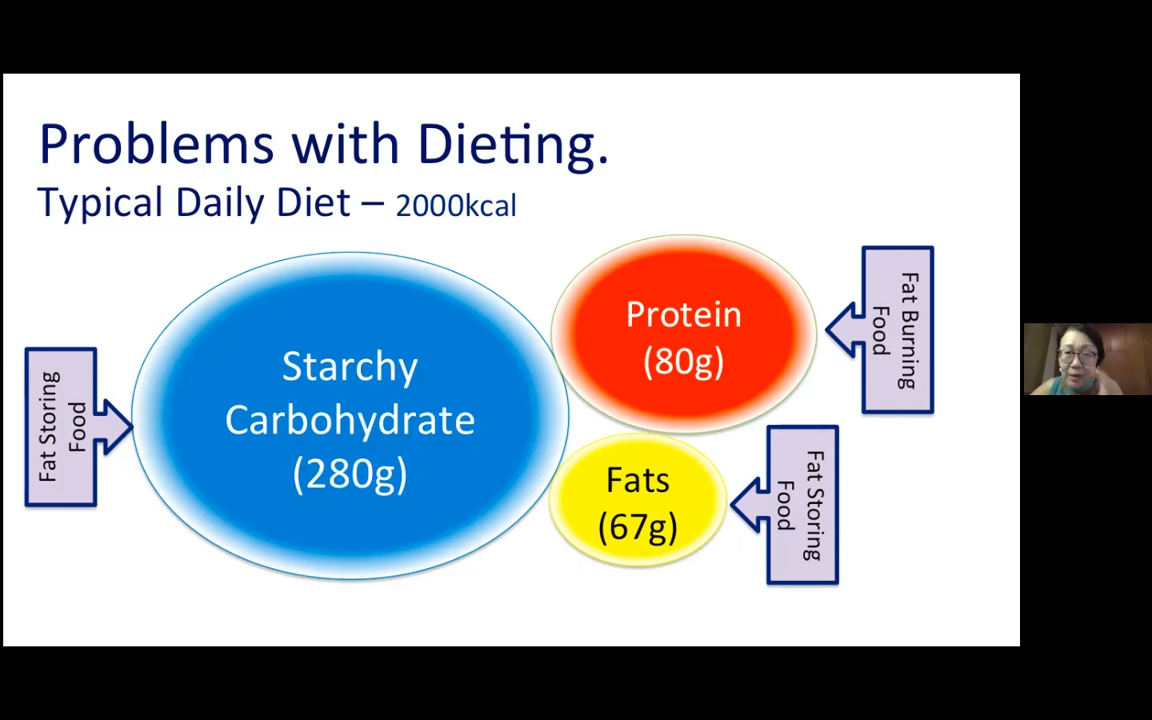 Problems with Dieting.
Typical Daily Diet – 2000kcal
Fat Storing
Food
Starchy
Carbohydrate
(280g)
Protein
(80g)
Fat Burning
Food
Fats
(67g)
Fat Storing
Food